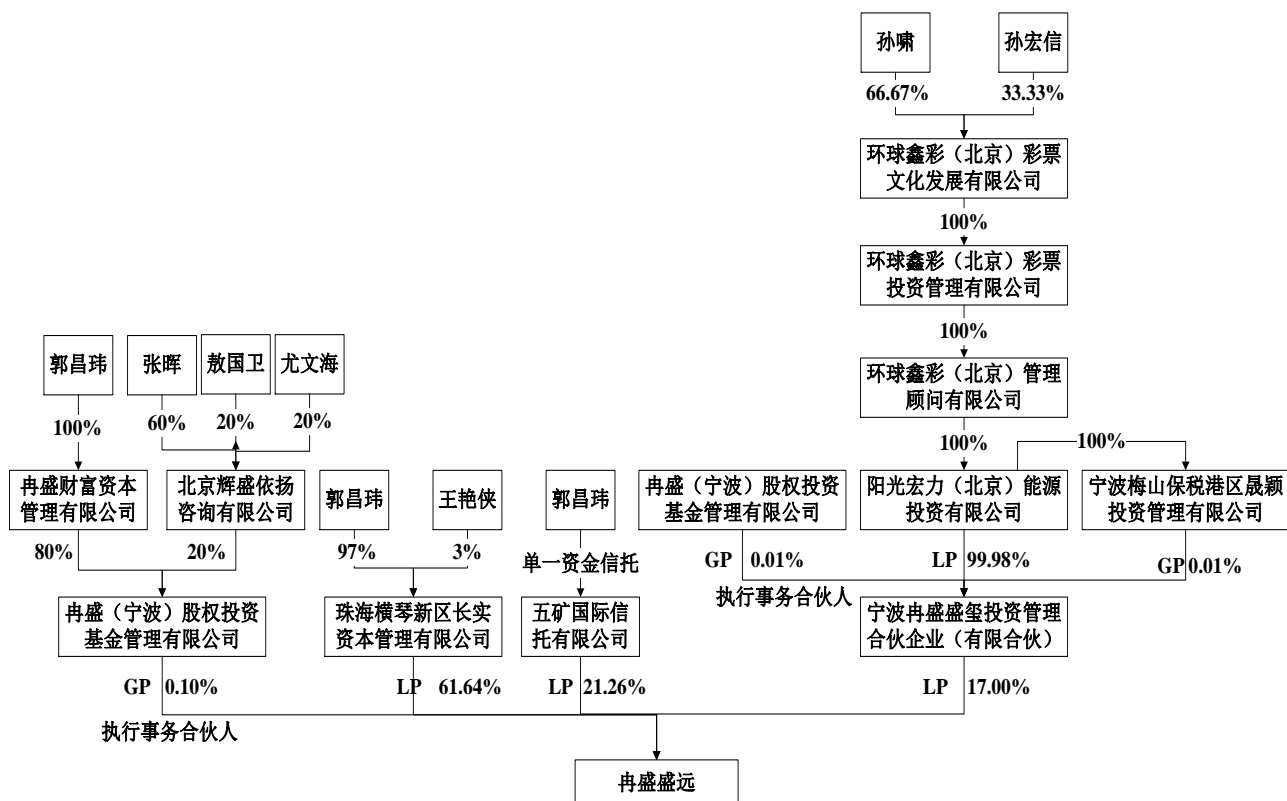 孙啸
孙宏信
66.67%
33.33%
环球鑫彩（北京）彩票
文化发展有限公司
100%
环球鑫彩（北京）彩票
投资管理有限公司
100%
郭昌玮
张晖
敖国卫
尤文海
环球鑫彩（北京）管理
顾问有限公司
100%
60%
20%
20%
100%
100%
冉盛财富资本
管理有限公司
北京辉盛依扬
咨询有限公司
郭昌玮
王艳侠
郭昌玮
冉盛（宁波）股权投资
基金管理有限公司
阳光宏力（北京）能源
投资有限公司
宁波梅山保税港区晟颖
投资管理有限公司
80%
20%
97%
3%
单一资金信托
GP 0.01%
LP 99.98%
GP 0.01%
执行事务合伙人
冉盛（宁波）股权投资
基金管理有限公司
珠海横琴新区长实
资本管理有限公司
五矿国际信
托有限公司
宁波冉盛盛玺投资管理
合伙企业（有限合伙）
GP 0.10%
LP 61.64%
LP 21.26%
LP 17.00%
执行事务合伙人
冉盛盛远